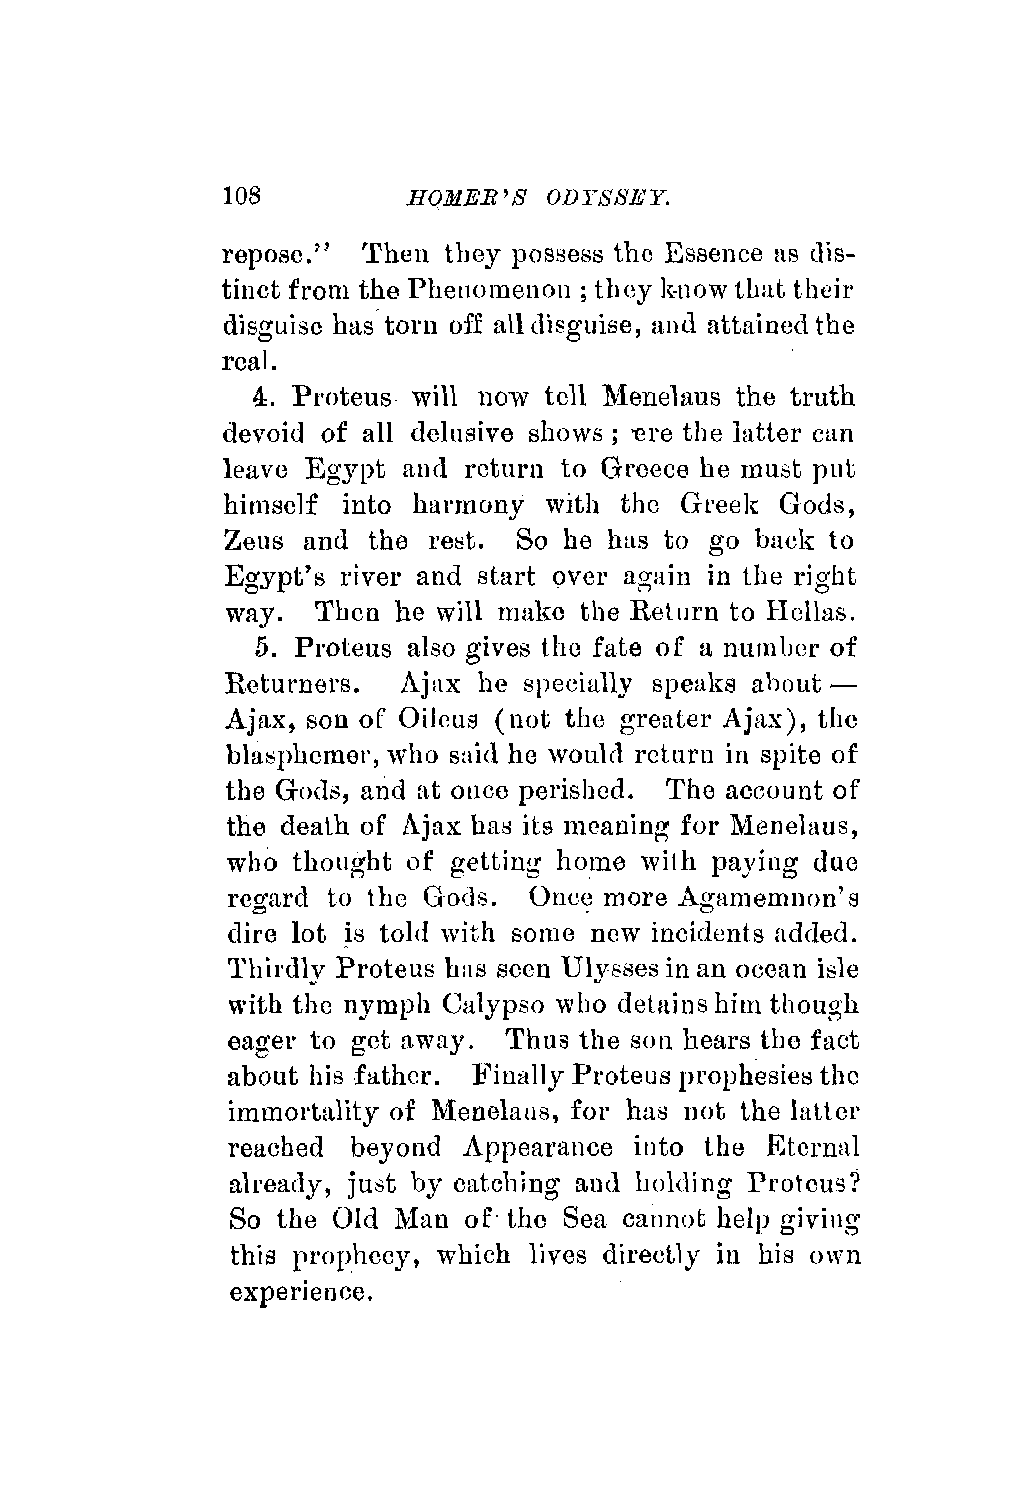 108 HOMER'S ODYSSEY.
repose." Then they possess the Essence as dis-
tinct from the Phenomenon ; they know that their
disguise has torn off all disguise, and attained the
real.
4. Proteus will now tell Menelaus the truth
devoid of all delusive shows ; ere the latter can
leave Egypt and return to Greece he must put
himself into harmony with the Greek Gods,
Zeus and the rest. So he has to go back to
Egypt's river and start over again in the right
way. Then he will make the Return to Hellas.
5. Proteus also gives the fate of a number of
Returners. Ajax he specially speaks about —
Ajax, son of Oileus (not the greater Ajax), the
blasphemer, who said he would return in spite of
the Gods, and at once perished. The account of
the death of Ajax has its meaning for Menelaus,
who thought of getting home with paying due
regard to the Gods. Once more Agamemnon's
dire lot is told with some new incidents added.
Thirdly Proteus has seen Ulysses in an ocean isle
with the nymph Calypso who detains him though
eager to get away. Thus the son hears the fact
about his father. Finally Proteus prophesies the
immortality of Menelaus, for has not the latter
reached beyond Appearance into the Eternal
already, just by catching and holding Proteus?
So the Old Man of the Sea cannot help giving
this prophecy, which lives directly in his own
experience.